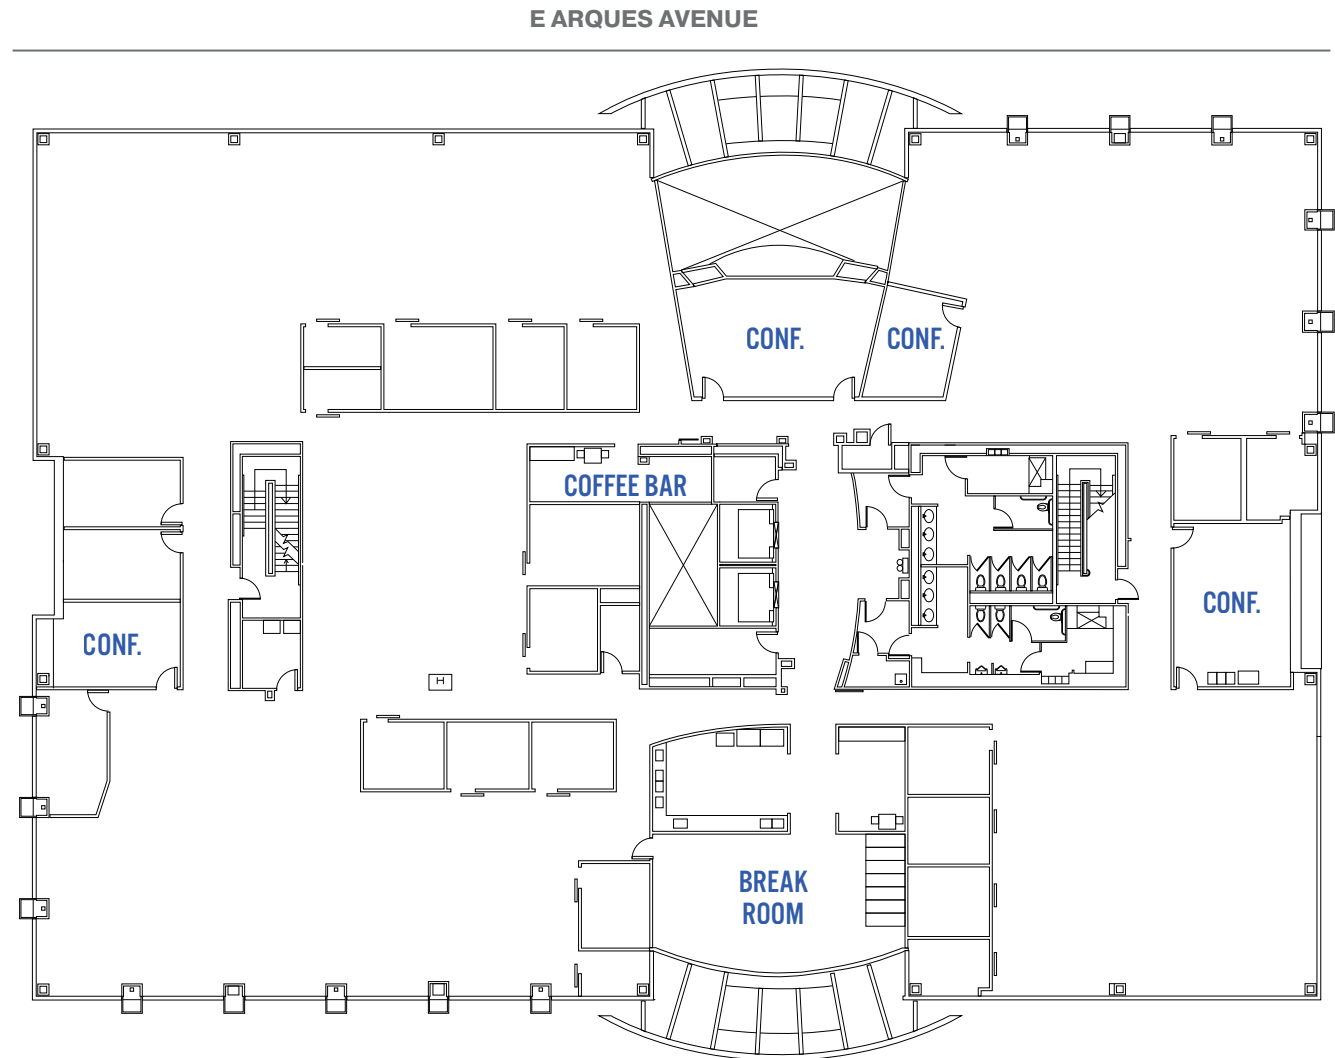 E ARQUES AVENUE
CONF.
CONF.
COFFEE BAR
CONF.
CONF.
H
BREAK
ROOM